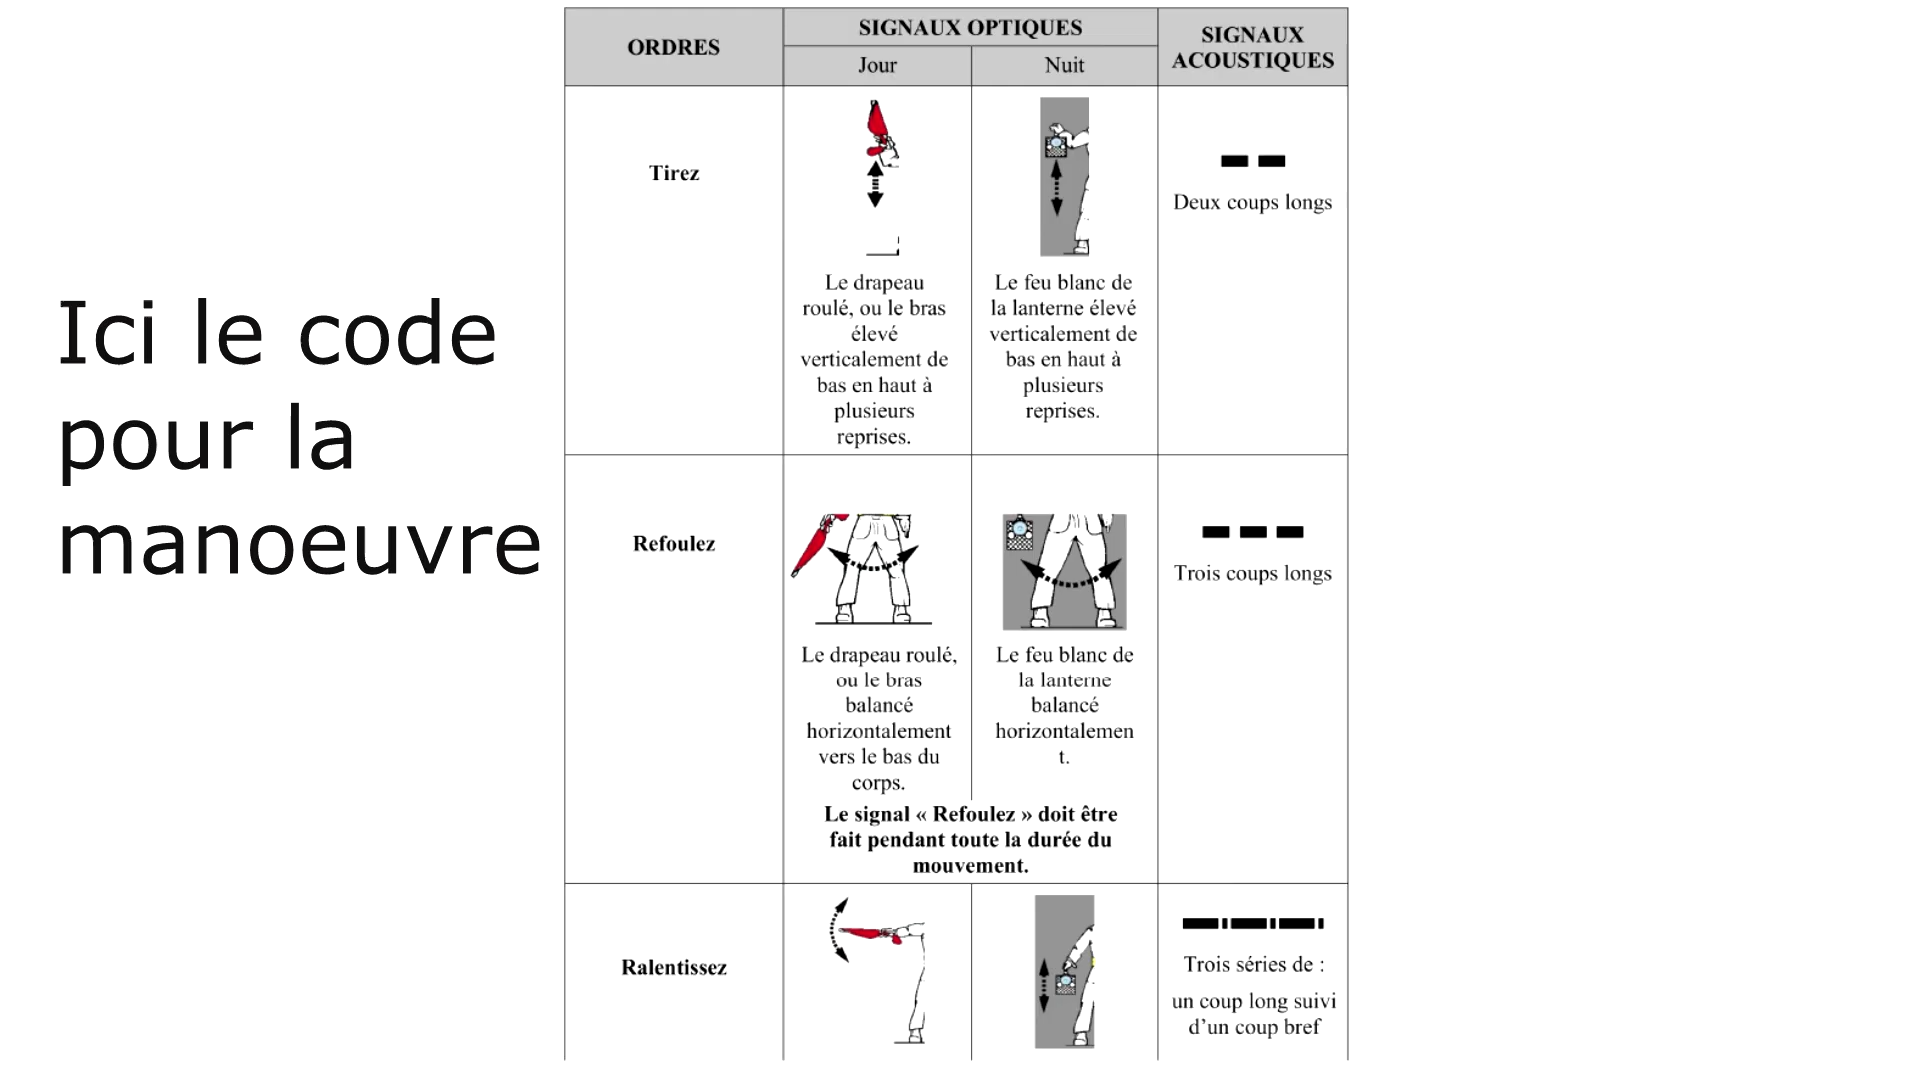 Ici le code
pour la
manoeuvre
ORDRES
SIGNAUX OPTIQUES
SIGNAUX
ACOUSTIQUES
Jour
Nuit
Tirez
Le drapeau
roulé, ou le bras
élevé
verticalement de
bas en haut à
plusieurs
reprises.
Le feu blanc de
la lanterne élevé
verticalement de
bas en haut à
plusieurs
reprises.
Deux coups longs
Refoulez
Le drapeau roulé,
ou le bras
balancé
horizontalement
vers le bas du
corps.
Le feu blanc de
la lanterne
balancé
horizontalemen
t.
Trois coups longs
Le signal « Refoulez » doit être
fait pendant toute la durée du
mouvement.
Ralentissez
Trois séries de :
un coup long suivi
d’un coup bref